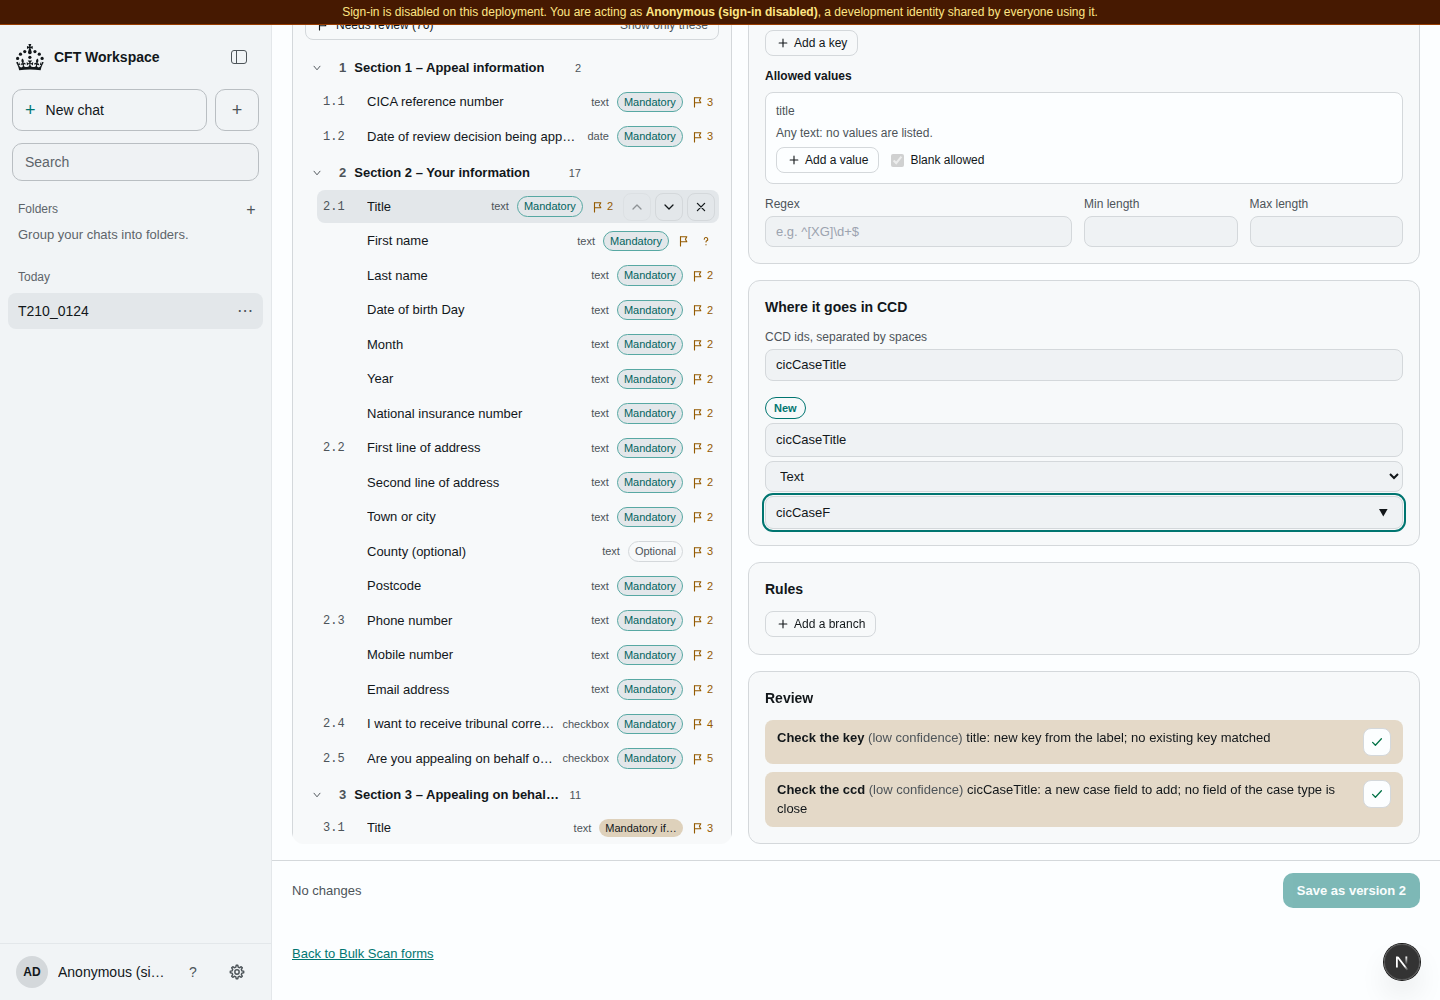 Sign-in is disabled on this deployment. You are acting as Anonymous (sign-in disabled), a development identity shared by everyone using it.
CFT Workspace
+ New chat
+
Search
Folders
+
Group your chats into folders.
Today
T210_0124
...
AD
Anonymous (si…
?
Needs review (76)
Show only these
1 Section 1 – Appeal information 2
1.1 CICA reference number text Mandatory 3
1.2 Date of review decision being app… date Mandatory 3
2 Section 2 – Your information 17
2.1 Title text Mandatory 2
First name text Mandatory ?
Last name text Mandatory 2
Date of birth Day text Mandatory 2
Month text Mandatory 2
Year text Mandatory 2
National insurance number text Mandatory 2
2.2 First line of address text Mandatory 2
Second line of address text Mandatory 2
Town or city text Mandatory 2
County (optional) text Optional 3
Postcode text Mandatory 2
2.3 Phone number text Mandatory 2
Mobile number text Mandatory 2
Email address text Mandatory 2
2.4 I want to receive tribunal corre… checkbox Mandatory 4
2.5 Are you appealing on behalf o… checkbox Mandatory 5
3 Section 3 – Appealing on behal… 11
3.1 Title text Mandatory if… 3
+ Add a key
Allowed values
title
Any text: no values are listed.
+ Add a value
Blank allowed
Regex Min length Max length
e.g. ^[XG]\d+$
Where it goes in CCD
CCD ids, separated by spaces
cicCaseTitle
New
cicCaseTitle
Text
cicCaseF
Rules
+ Add a branch
Review
Check the key (low confidence) title: new key from the label; no existing key matched
Check the ccd (low confidence) cicCaseTitle: a new case field to add; no field of the case type is
close
No changes
Save as version 2
Back to Bulk Scan forms
N